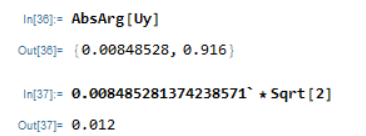 In[36]:= AbsArg[Uy]
Out[36]= {0.00848528, 0.916}
In[37]:= 0.008485281374238571` * Sqrt[2]
Out[37]= 0.012